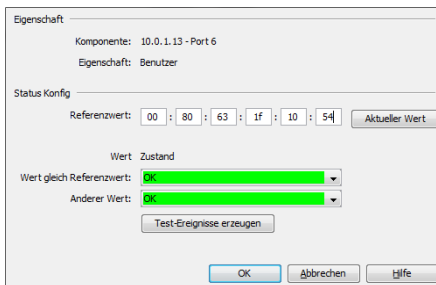 Eigenschaft
Komponente: 10.0.1.13 - Port 6
Eigenschaft: Benutzer
Status Konfig
Referenzwert: 00 : 80 : 63 : 1f : 10 : 54 Aktueller Wert
Wert Zustand
Wert gleich Referenzwert: OK
Anderer Wert: OK
Test-Ereignisse erzeugen
OK Abbrechen Hilfe